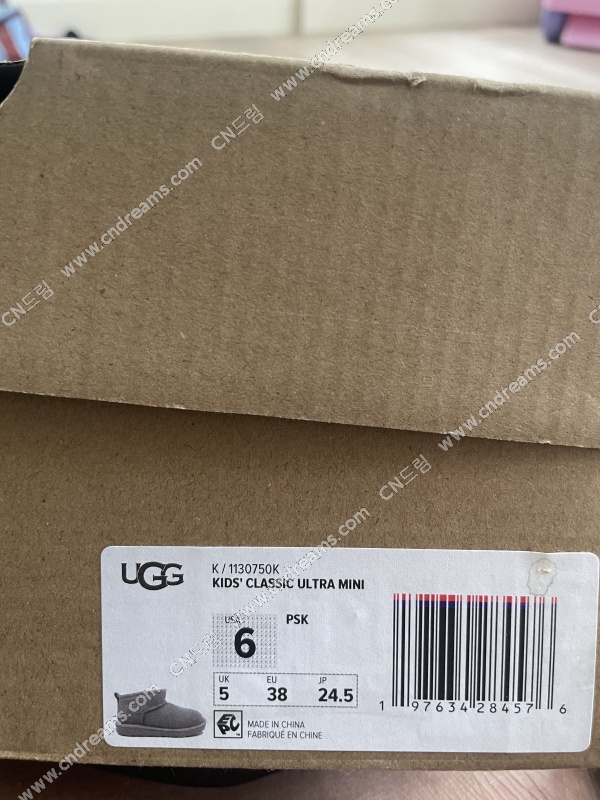 UGG
K / 1130750K
KIDS' CLASSIC ULTRA MINI
USA
6
PSK
UK
5
EU
38
JP
24.5
MADE IN CHINA
FABRIQUÉ EN CHINE
1 97634 28457 6
www.cndreams.com
CN드림